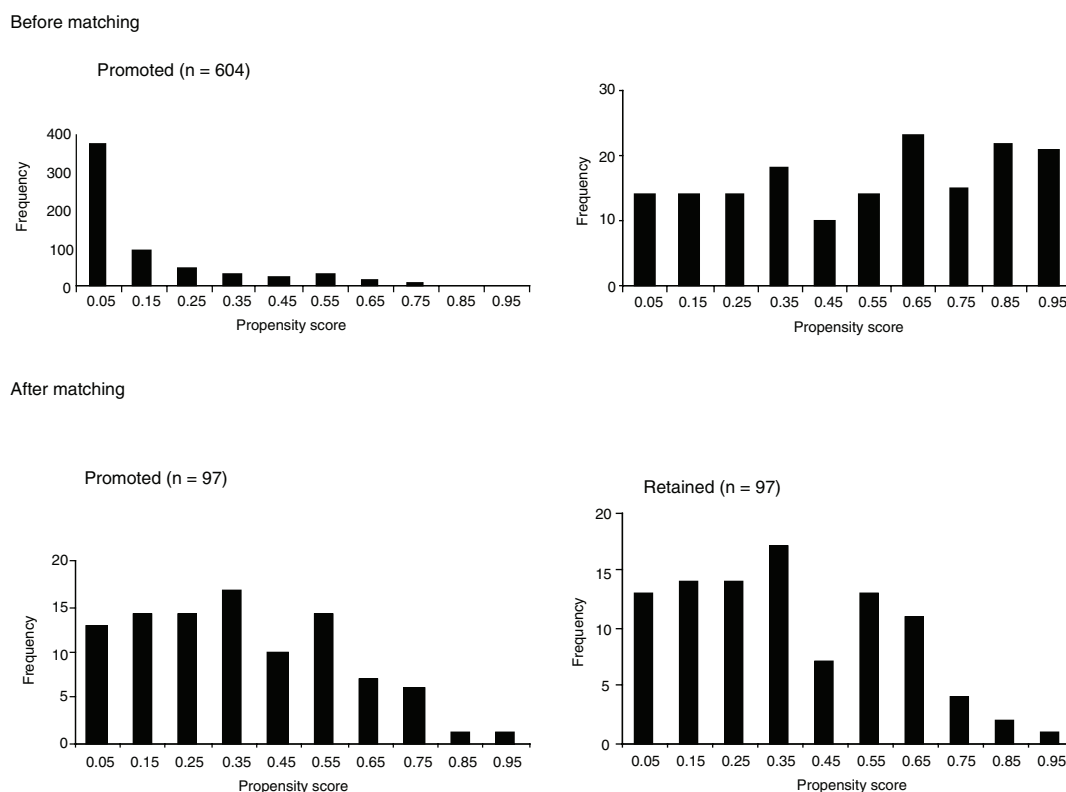 Before matching
Promoted (n = 604)
400
300
200
100
0
Frequency
0.05 0.15 0.25 0.35 0.45 0.55 0.65 0.75 0.85 0.95
Propensity score
30
20
10
0
Frequency
0.05 0.15 0.25 0.35 0.45 0.55 0.65 0.75 0.85 0.95
Propensity score
After matching
Promoted (n = 97)
20
15
10
5
0
Frequency
0.05 0.15 0.25 0.35 0.45 0.55 0.65 0.75 0.85 0.95
Propensity score
Retained (n = 97)
20
15
10
5
0
Frequency
0.05 0.15 0.25 0.35 0.45 0.55 0.65 0.75 0.85 0.95
Propensity score